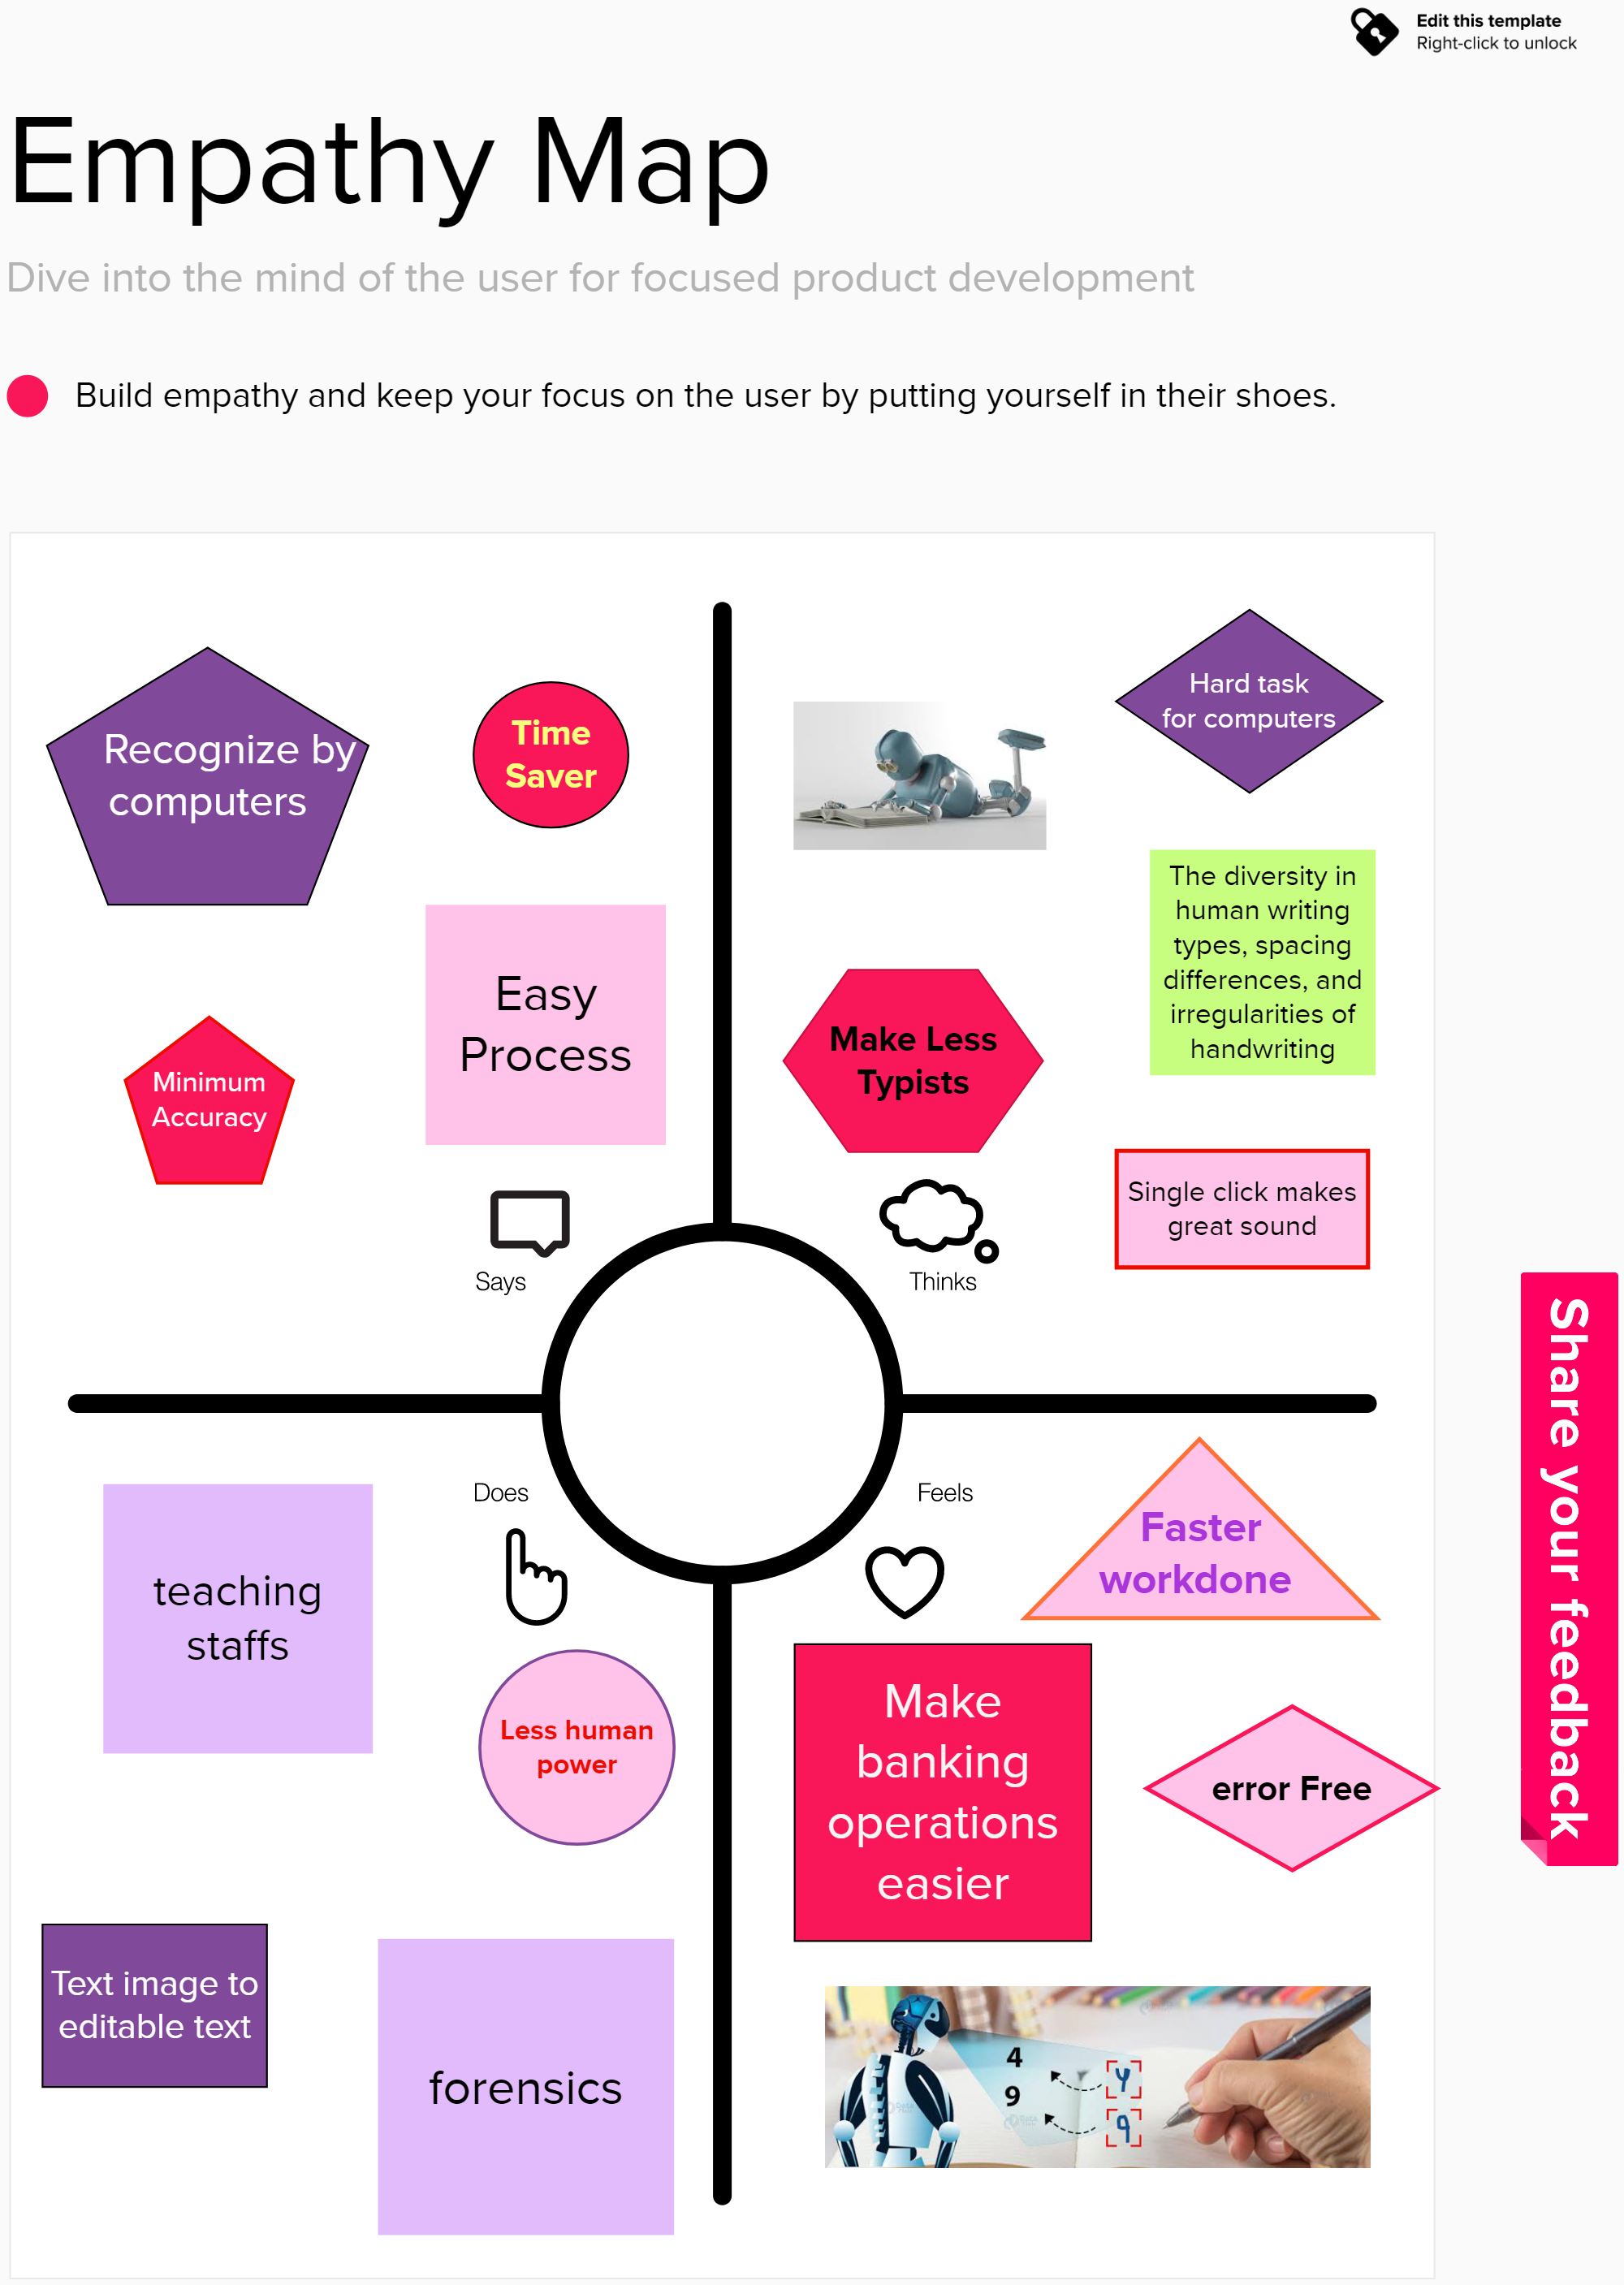 Edit this template
Right-click to unlock
Empathy Map
Dive into the mind of the user for focused product development
Build empathy and keep your focus on the user by putting yourself in their shoes.
Recognize by
computers
Time
Saver
Easy
Process
Minimum
Accuracy
Says
Hard task
for computers
The diversity in
human writing
types, spacing
differences, and
irregularities of
handwriting
Make Less
Typists
Single click makes
great sound
Thinks
Share your feedback
Does
teaching
staffs
Less human
power
Text image to
editable text
forensics
Feels
Faster
workdone
Make
banking
operations
easier
error Free
4
9
4
9